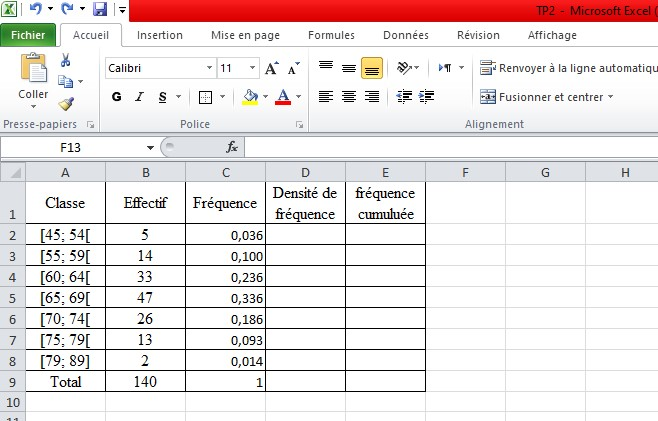 TP2 - Microsoft Excel (
Fichier Accueil Insertion Mise en page Formules Données Révision Affichage
Coller
Calibri 11
A A
G I S A
Renvoyer à la ligne automatiqu
Fusionner et centrer
Presse-papiers Police Alignement
F13 fx
A B C D E F G H
1 Classe Effectif Fréquence Densité de fréquence fréquence cumuluée
2 [45; 54[ 5 0,036
3 [55; 59[ 14 0,100
4 [60; 64[ 33 0,236
5 [65; 69[ 47 0,336
6 [70; 74[ 26 0,186
7 [75; 79[ 13 0,093
8 [79; 89] 2 0,014
9 Total 140 1
10
11